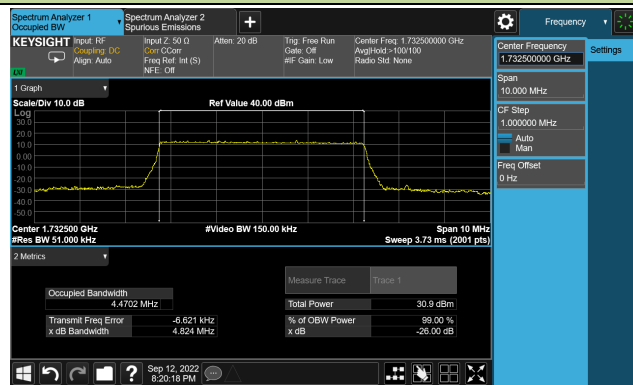 Spectrum Analyzer 1
Occupied BW
Spectrum Analyzer 2
Spurious Emissions
Frequency
KEYSIGHT
Input: RF
Coupling: DC
Align: Auto
Input Z: 50 Ω
Corr CCorr
Freq Ref: Int (S)
NFE: Off
Atten: 20 dB
Trig: Free Run
Gate: Off
#IF Gain: Low
Center Freq: 1.732500000 GHz
Avg|Hold:>100/100
Radio Std: None
Center Frequency
1.732500000 GHz
Settings
Span
10.000 MHz
CF Step
1.000000 MHz
Auto
Man
Freq Offset
0 Hz
1 Graph
Scale/Div 10.0 dB
Ref Value 40.00 dBm
Log
30.0
20.0
10.0
0.00
-10.0
-20.0
-30.0
-40.0
-50.0
Center 1.732500 GHz
#Video BW 150.00 kHz
Span 10 MHz
#Res BW 51.000 kHz
Sweep 3.73 ms (2001 pts)
2 Metrics
Measure Trace
Trace 1
Occupied Bandwidth
4.4702 MHz
Total Power
30.9 dBm
Transmit Freq Error
-6.621 kHz
% of OBW Power
99.00 %
x dB Bandwidth
4.824 MHz
x dB
-26.00 dB
?
Sep 12, 2022
8:20:18 PM